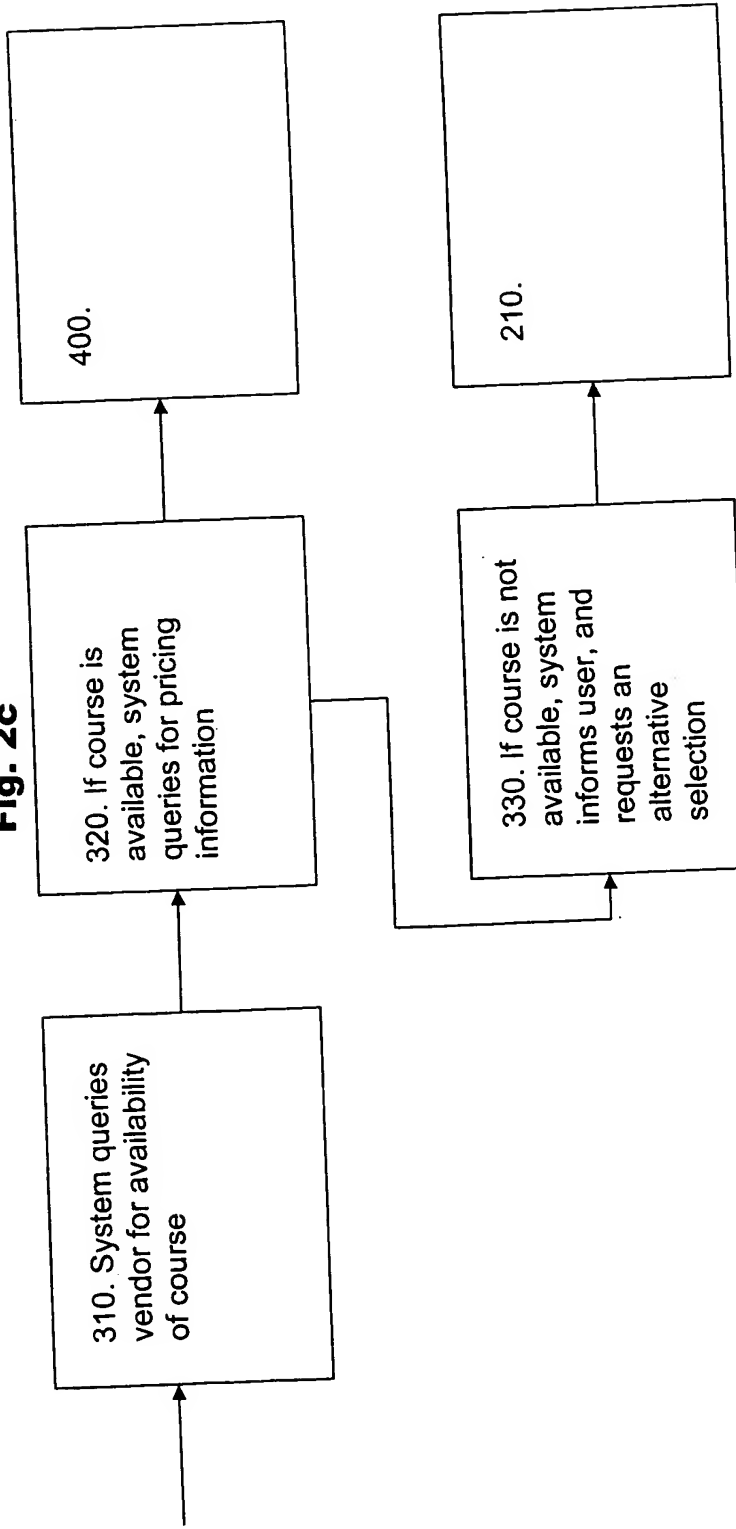 Fig. 2c
310. System queries
vendor for availability
of course
320. If course is
available, system
queries for pricing
information
400.
330. If course is not
available, system
informs user, and
requests an
alternative
selection
210.